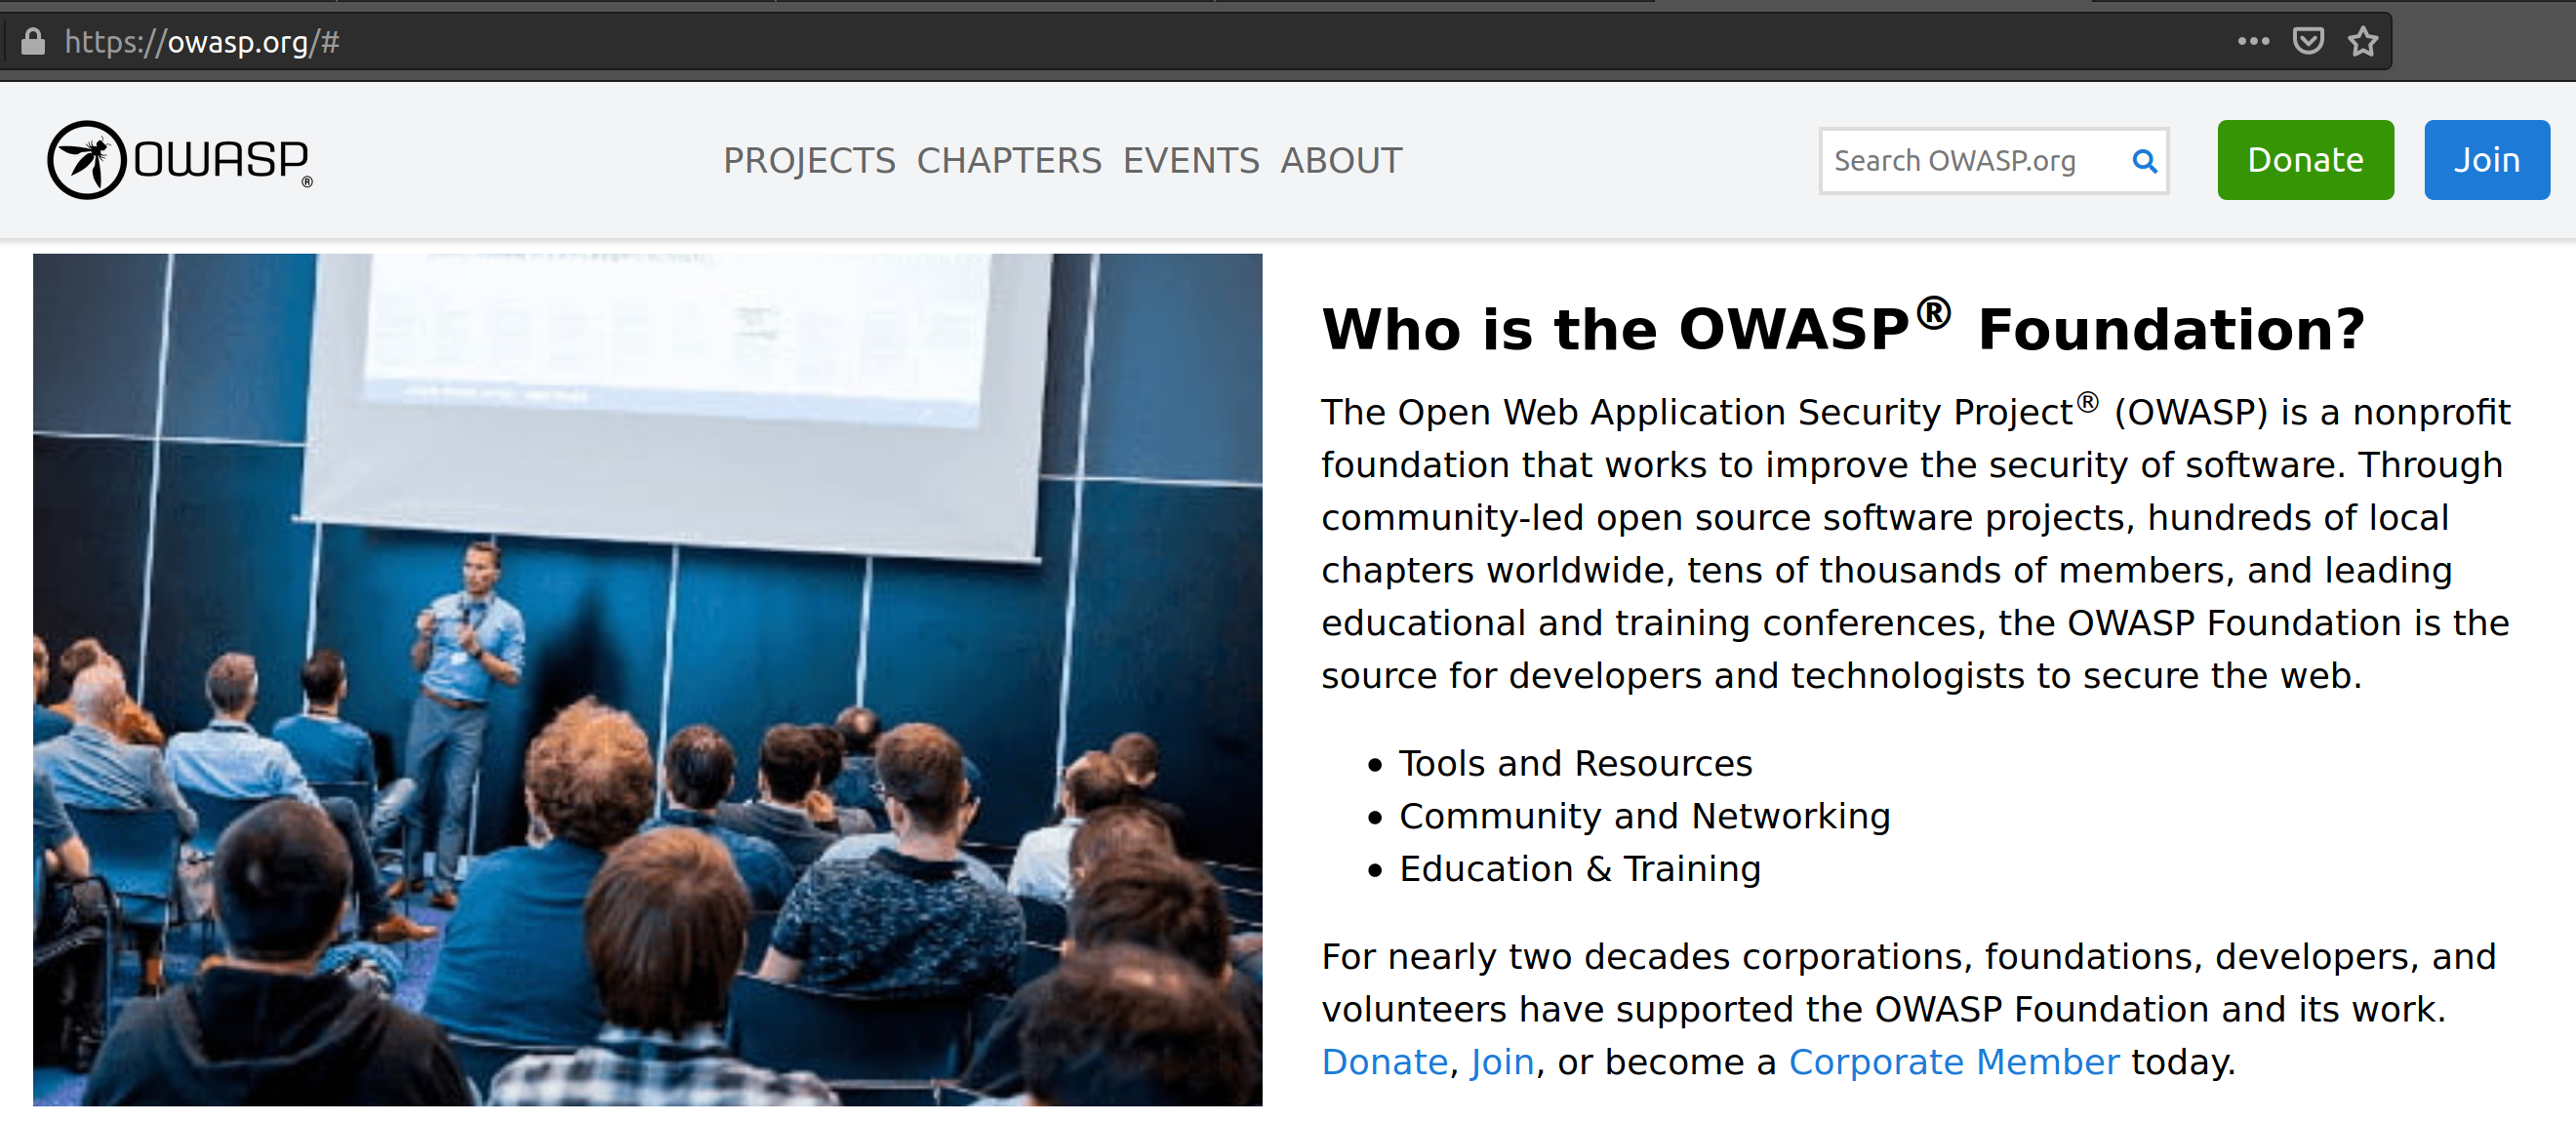 https://owasp.org/#
OWASP®
PROJECTS CHAPTERS EVENTS ABOUT
Search OWASP.org
Donate
Join
Who is the OWASP® Foundation?
The Open Web Application Security Project® (OWASP) is a nonprofit
foundation that works to improve the security of software. Through
community-led open source software projects, hundreds of local
chapters worldwide, tens of thousands of members, and leading
educational and training conferences, the OWASP Foundation is the
source for developers and technologists to secure the web.
• Tools and Resources
• Community and Networking
• Education & Training
For nearly two decades corporations, foundations, developers, and
volunteers have supported the OWASP Foundation and its work.
Donate, Join, or become a Corporate Member today.